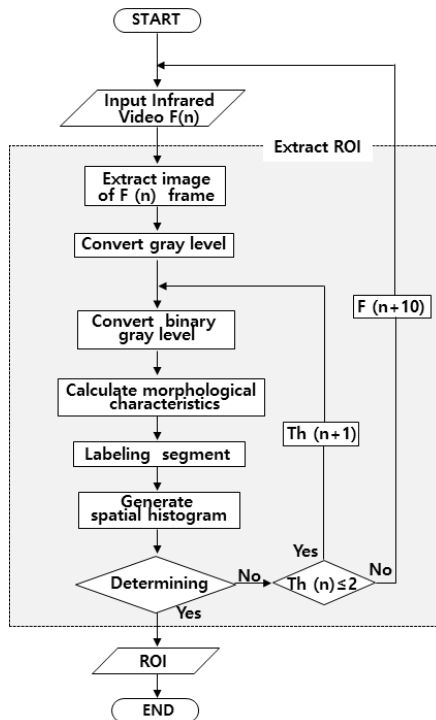 START
Input Infrared
Video F(n)
Extract ROI
Extract image
of F (n) frame
Convert gray level
F (n+10)
Convert binary
gray level
Calculate morphological
characteristics
Th (n+1)
Labeling segment
Generate
spatial histogram
Yes
No
Determining
No
Th (n)≤2
Yes
ROI
END